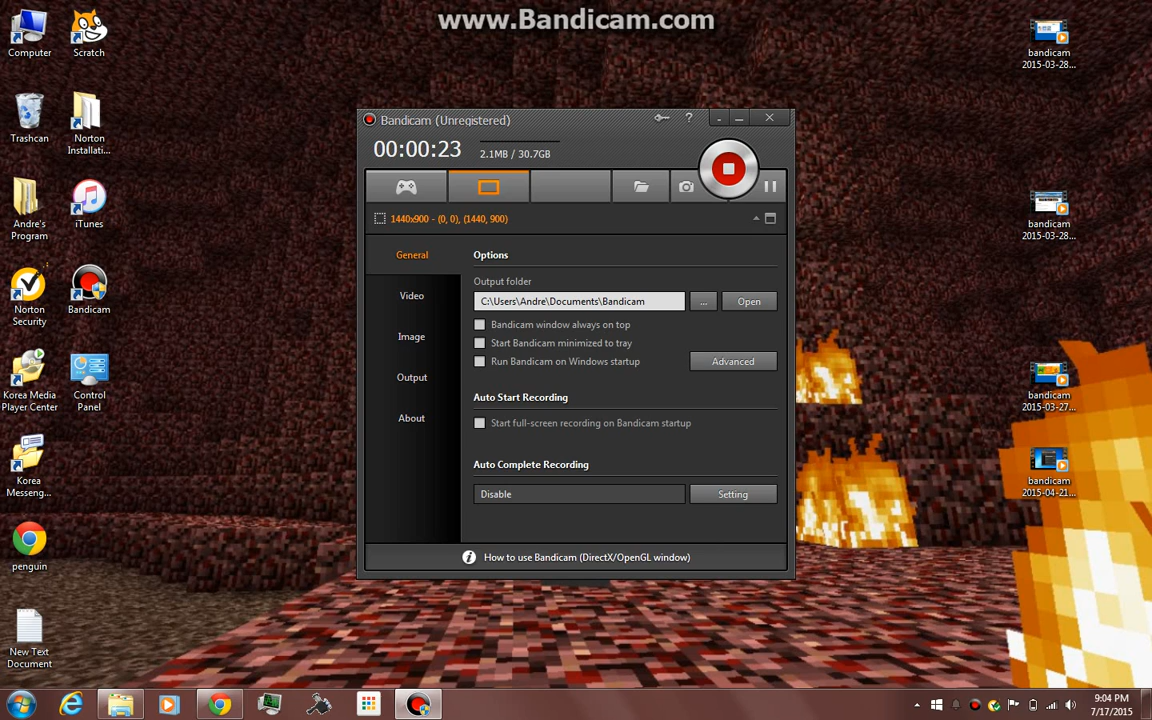 www.Bandicam.com
Computer
Scratch
bandicam
2015-03-28...
Trashcan
Norton
Installati...
Andre's
Program
iTunes
bandicam
2015-03-28...
Norton
Security
Bandicam
Korea Media
Player Center
Control
Panel
bandicam
2015-03-27...
Korea
Messeng...
bandicam
2015-04-21...
penguin
New Text
Document
Bandicam (Unregistered)
?
00:00:23
2.1MB / 30.7GB
1440x900 - (0, 0), (1440, 900)
General
Video
Image
Output
About
Options
Output folder
C:\Users\Andre\Documents\Bandicam
...
Open
Bandicam window always on top
Start Bandicam minimized to tray
Run Bandicam on Windows startup
Advanced
Auto Start Recording
Start full-screen recording on Bandicam startup
Auto Complete Recording
Disable
Setting
How to use Bandicam (DirectX/OpenGL window)
9:04 PM
7/17/2015